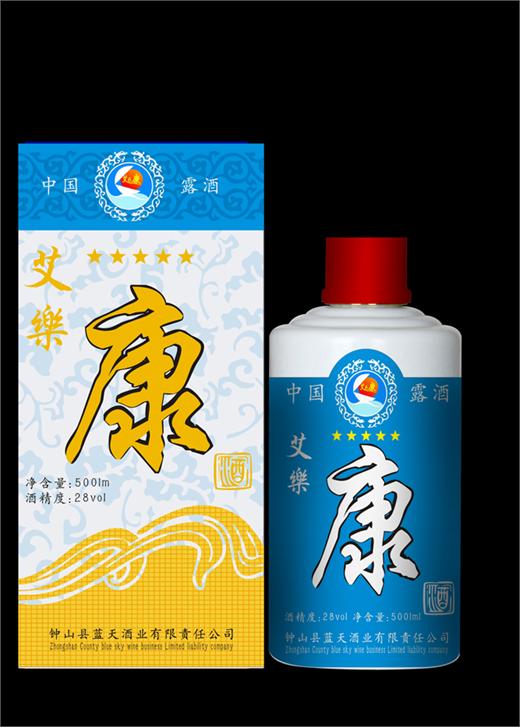 中国 露酒
★★★★★
艾樂
康
酒
净含量:500lm
酒精度:28vol
钟山县蓝天酒业有限责任公司
Zhongshan County blue sky wine business Limited liability company
中国 露酒
★★★★★
艾樂
康
酒
酒精度:28vol 净含量:500ml
钟山县蓝天酒业有限责任公司
Zhongshan County blue sky wine business Limited liability company